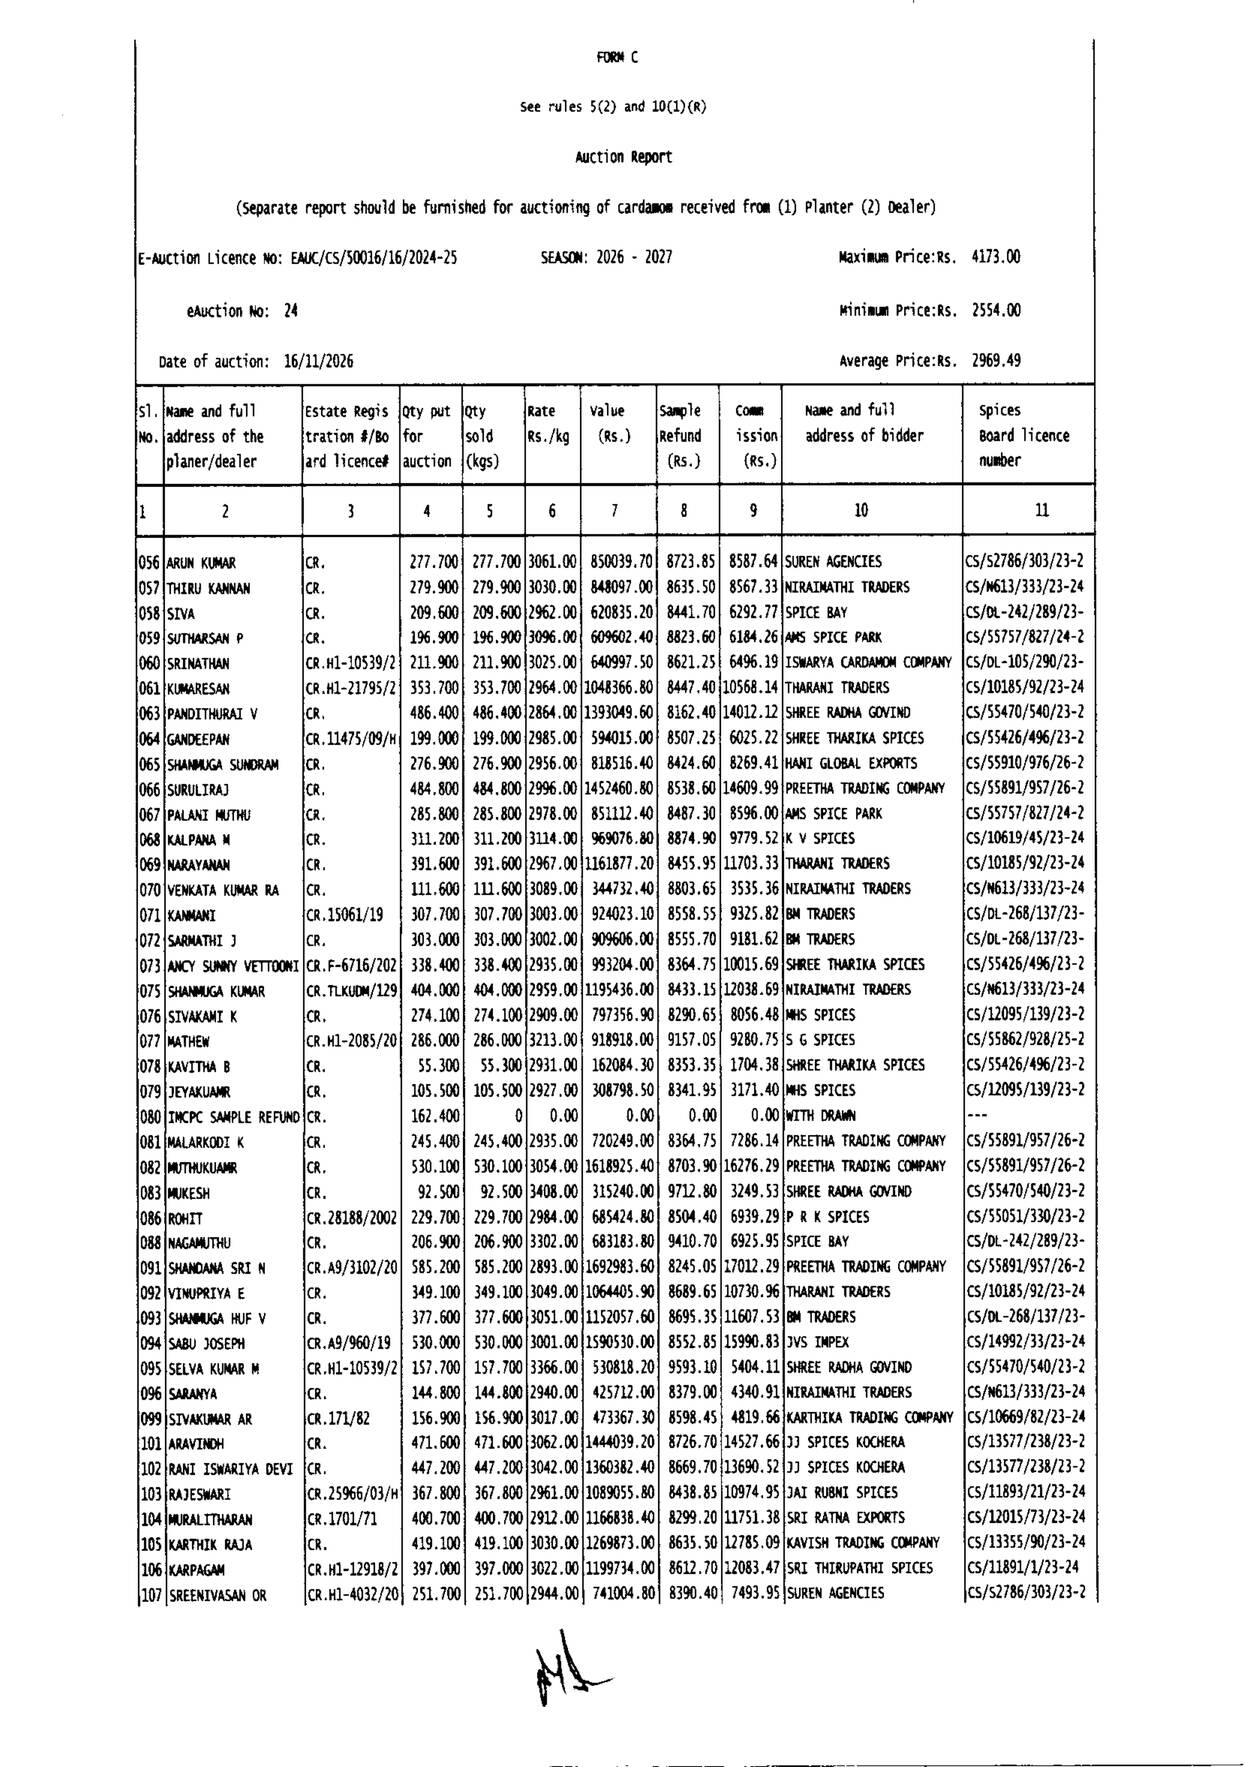 FORM C
See rules 5(2) and 10(1)(R)
Auction Report
(Separate report should be furnished for auctioning of cardamom received from (1) Planter (2) Dealer)
E-Auction Licence No: EAUC/CS/50016/16/2024-25 SEASON: 2026 - 2027 Maximum Price:Rs. 4173.00
eAuction No: 24 Minimum Price:Rs. 2554.00
Date of auction: 16/11/2026 Average Price:Rs. 2969.49
Sl. Name and full Estate Regis Qty put Qty Rate Value Sample Comm Name and full Spices
No. address of the tration #/Bo for sold Rs./kg (Rs.) Refund ission address of bidder Board licence
planer/dealer ard licence# auction (kgs) (Rs.) (Rs.) number
1 2 3 4 5 6 7 8 9 10 11
056 ARUN KUMAR CR. 277.700 277.700 3061.00 850039.70 8723.85 8587.64 SUREN AGENCIES CS/S2786/303/23-2
057 THIRU KANNAN CR. 279.900 279.900 3030.00 848097.00 8635.50 8567.33 NIRAIMATHI TRADERS CS/N613/333/23-24
058 SIVA CR. 209.600 209.600 2962.00 620835.20 8441.70 6292.77 SPICE BAY CS/DL-242/289/23-
059 SUTHARSAN P CR. 196.900 196.900 3096.00 609602.40 8823.60 6184.26 AMS SPICE PARK CS/55757/827/24-2
060 SRINATHAN CR.H1-10539/2 211.900 211.900 3025.00 640997.50 8621.25 6496.19 ISWARYA CARDAMOM COMPANY CS/DL-105/290/23-
061 KUMARESAN CR.H1-21795/2 353.700 353.700 2964.00 1048366.80 8447.40 10568.14 THARANI TRADERS CS/10185/92/23-24
063 PANDITHURAI V CR. 486.400 486.400 2864.00 1393049.60 8162.40 14012.12 SHREE RADHA GOVIND CS/55470/540/23-2
064 GANDEEPAN CR.11475/09/H 199.000 199.000 2985.00 594015.00 8507.25 6025.22 SHREE THARIKA SPICES CS/55426/496/23-2
065 SHANMUGA SUNDRAM CR. 276.900 276.900 2956.00 818516.40 8424.60 8269.41 HANI GLOBAL EXPORTS CS/55910/976/26-2
066 SURULIRAJ CR. 484.800 484.800 2996.00 1452460.80 8538.60 14609.99 PREETHA TRADING COMPANY CS/55891/957/26-2
067 PALANI MUTHU CR. 285.800 285.800 2978.00 851112.40 8487.30 8596.00 AMS SPICE PARK CS/55757/827/24-2
068 KALPANA M CR. 311.200 311.200 3114.00 969076.80 8874.90 9779.52 K V SPICES CS/10619/45/23-24
069 NARAYANAN CR. 391.600 391.600 2967.00 1161877.20 8455.95 11703.33 THARANI TRADERS CS/10185/92/23-24
070 VENKATA KUMAR RA CR. 111.600 111.600 3089.00 344732.40 8803.65 3535.36 NIRAIMATHI TRADERS CS/N613/333/23-24
071 KANMANI CR.15061/19 307.700 307.700 3003.00 924023.10 8558.55 9325.82 BM TRADERS CS/DL-268/137/23-
072 SARMATHI J CR. 303.000 303.000 3002.00 909606.00 8555.70 9181.62 BM TRADERS CS/DL-268/137/23-
073 ANCY SUNNY VETTOONI CR.F-6716/202 338.400 338.400 2935.00 993204.00 8364.75 10015.69 SHREE THARIKA SPICES CS/55426/496/23-2
075 SHANMUGA KUMAR CR.TLKUDM/129 404.000 404.000 2959.00 1195436.00 8433.15 12038.69 NIRAIMATHI TRADERS CS/N613/333/23-24
076 SIVAKAMI K CR. 274.100 274.100 2909.00 797356.90 8290.65 8056.48 MHS SPICES CS/12095/139/23-2
077 MATHEW CR.H1-2085/20 286.000 286.000 3213.00 918918.00 9157.05 9280.75 S G SPICES CS/55862/928/25-2
078 KAVITHA B CR. 55.300 55.300 2931.00 162084.30 8353.35 1704.38 SHREE THARIKA SPICES CS/55426/496/23-2
079 JEYAKUAMR CR. 105.500 105.500 2927.00 308798.50 8341.95 3171.40 MHS SPICES CS/12095/139/23-2
080 IMCPC SAMPLE REFUND CR. 162.400 0 0.00 0.00 0.00 0.00 WITH DRAWN ---
081 MALARKODI K CR. 245.400 245.400 2935.00 720249.00 8364.75 7286.14 PREETHA TRADING COMPANY CS/55891/957/26-2
082 MUTHUKUAMR CR. 530.100 530.100 3054.00 1618925.40 8703.90 16276.29 PREETHA TRADING COMPANY CS/55891/957/26-2
083 MUKESH CR. 92.500 92.500 3408.00 315240.00 9712.80 3249.53 SHREE RADHA GOVIND CS/55470/540/23-2
086 ROHIT CR.28188/2002 229.700 229.700 2984.00 685424.80 8504.40 6939.29 P R K SPICES CS/55051/330/23-2
088 NAGAMUTHU CR. 206.900 206.900 3302.00 683183.80 9410.70 6925.95 SPICE BAY CS/DL-242/289/23-
091 SHANDANA SRI N CR.A9/3102/20 585.200 585.200 2893.00 1692983.60 8245.05 17012.29 PREETHA TRADING COMPANY CS/55891/957/26-2
092 VINUPRIYA E CR. 349.100 349.100 3049.00 1064405.90 8689.65 10730.96 THARANI TRADERS CS/10185/92/23-24
093 SHANMUGA HUF V CR. 377.600 377.600 3051.00 1152057.60 8695.35 11607.53 BM TRADERS CS/DL-268/137/23-
094 SABU JOSEPH CR.A9/960/19 530.000 530.000 3001.00 1590530.00 8552.85 15990.83 JVS IMPEX CS/14992/33/23-24
095 SELVA KUMAR M CR.H1-10539/2 157.700 157.700 3366.00 530818.20 9593.10 5404.11 SHREE RADHA GOVIND CS/55470/540/23-2
096 SARANYA CR. 144.800 144.800 2940.00 425712.00 8379.00 4340.91 NIRAIMATHI TRADERS CS/N613/333/23-24
099 SIVAKUMAR AR CR.171/82 156.900 156.900 3017.00 473367.30 8598.45 4819.66 KARTHIKA TRADING COMPANY CS/10669/82/23-24
101 ARAVINDH CR. 471.600 471.600 3062.00 1444039.20 8726.70 14527.66 JJ SPICES KOCHERA CS/13577/238/23-2
102 RANI ISWARIYA DEVI CR. 447.200 447.200 3042.00 1360382.40 8669.70 13690.52 JJ SPICES KOCHERA CS/13577/238/23-2
103 RAJESWARI CR.25966/03/H 367.800 367.800 2961.00 1089055.80 8438.85 10974.95 JAI RUBNI SPICES CS/11893/21/23-24
104 MURALITHARAN CR.1701/71 400.700 400.700 2912.00 1166838.40 8299.20 11751.38 SRI RATNA EXPORTS CS/12015/73/23-24
105 KARTHIK RAJA CR. 419.100 419.100 3030.00 1269873.00 8635.50 12785.09 KAVISH TRADING COMPANY CS/13355/90/23-24
106 KARPAGAM CR.H1-12918/2 397.000 397.000 3022.00 1199734.00 8612.70 12083.47 SRI THIRUPATHI SPICES CS/11891/1/23-24
107 SREENIVASAN OR CR.H1-4032/20 251.700 251.700 2944.00 741004.80 8390.40 7493.95 SUREN AGENCIES CS/S2786/303/23-2